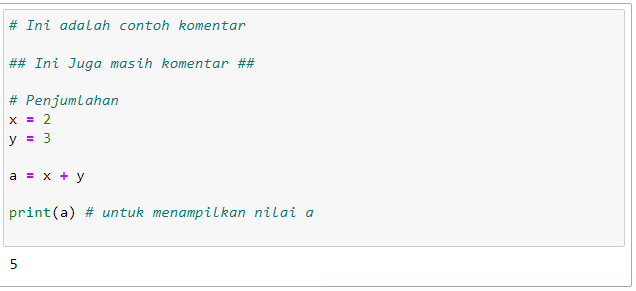 # Ini adalah contoh komentar
## Ini Juga masih komentar ##
# Penjumlahan
x = 2
y = 3
a = x + y
print(a) # untuk menampilkan nilai a
5